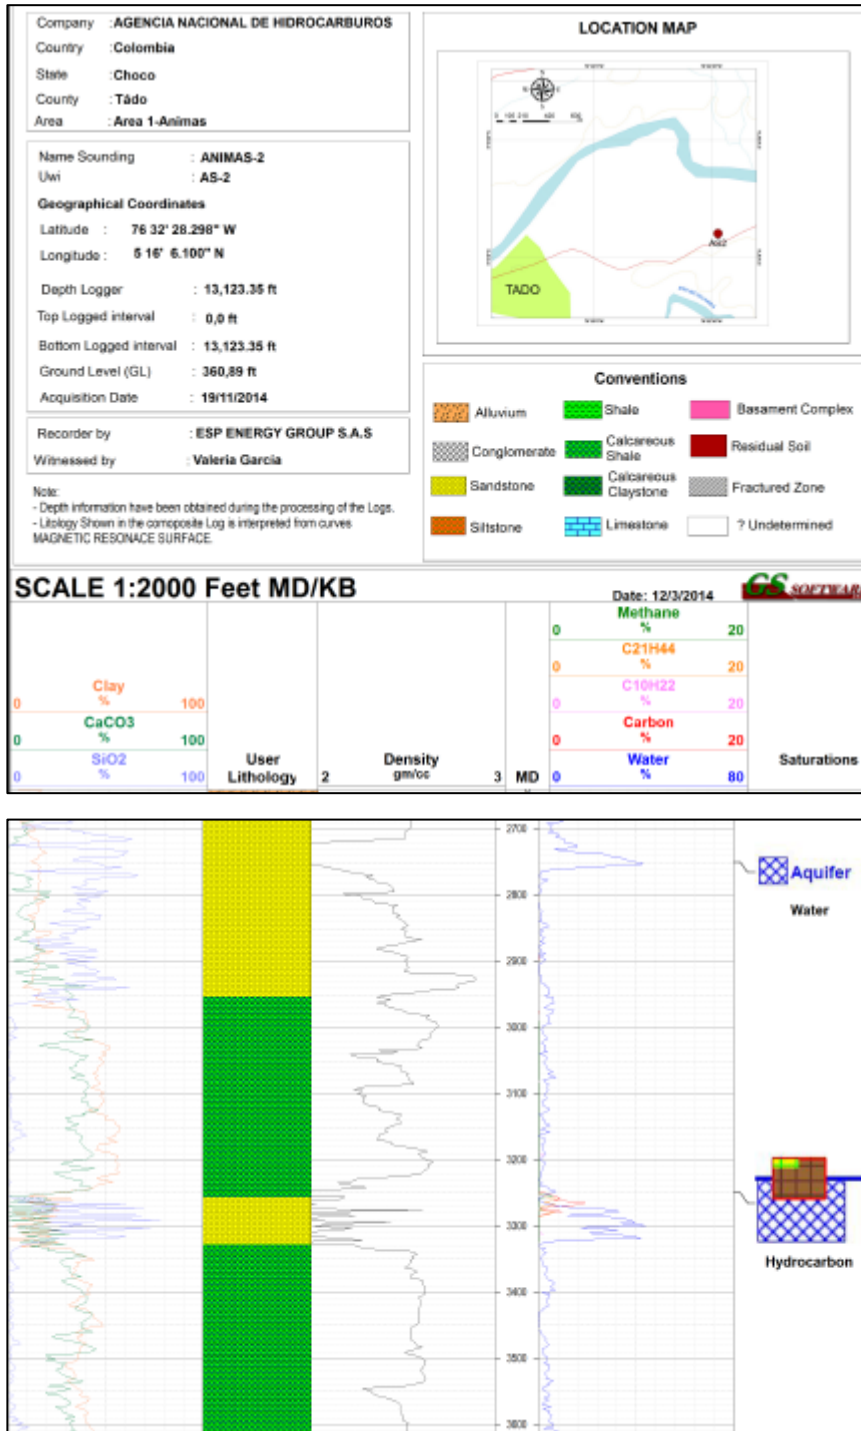 Company : AGENCIA NACIONAL DE HIDROCARBUROS
Country : Colombia
State : Choco
County : Tádo
Area : Area 1-Animas
Name Sounding : ANIMAS-2
Uwi : AS-2
Geographical Coordinates
Latitude : 76 32' 28.298" W
Longitude : 5 16' 6.100" N
Depth Logger : 13,123.35 ft
Top Logged interval : 0,0 ft
Bottom Logged interval : 13,123.35 ft
Ground Level (GL) : 360,89 ft
Acquisition Date : 19/11/2014
Recorder by : ESP ENERGY GROUP S.A.S
Witnessed by : Valeria Garcia
Note:
- Depth information have been obtained during the processing of the Logs.
- Litology Shown in the comoposite Log is interpreted from curves
MAGNETIC RESONACE SURFACE.
LOCATION MAP
TADO
Conventions
Alluvium
Shale
Basament Complex
Conglomerate
Calcareous Shale
Residual Soil
Sandstone
Calcareous Claystone
Fractured Zone
Siltstone
Limestone
? Undetermined
SCALE 1:2000 Feet MD/KB
Date: 12/3/2014
GS SOFTWARE
Clay
0 % 100
CaCO3
0 % 100
SiO2
0 % 100
User
Lithology
Density
2 gm/cc 3
MD
Methane
0 % 20
C21H44
0 % 20
C10H22
0 % 20
Carbon
0 % 20
Water
0 % 80
Saturations
2700
2800
2900
3000
3100
3200
3300
3400
3500
3600
Aquifer
Water
Hydrocarbon